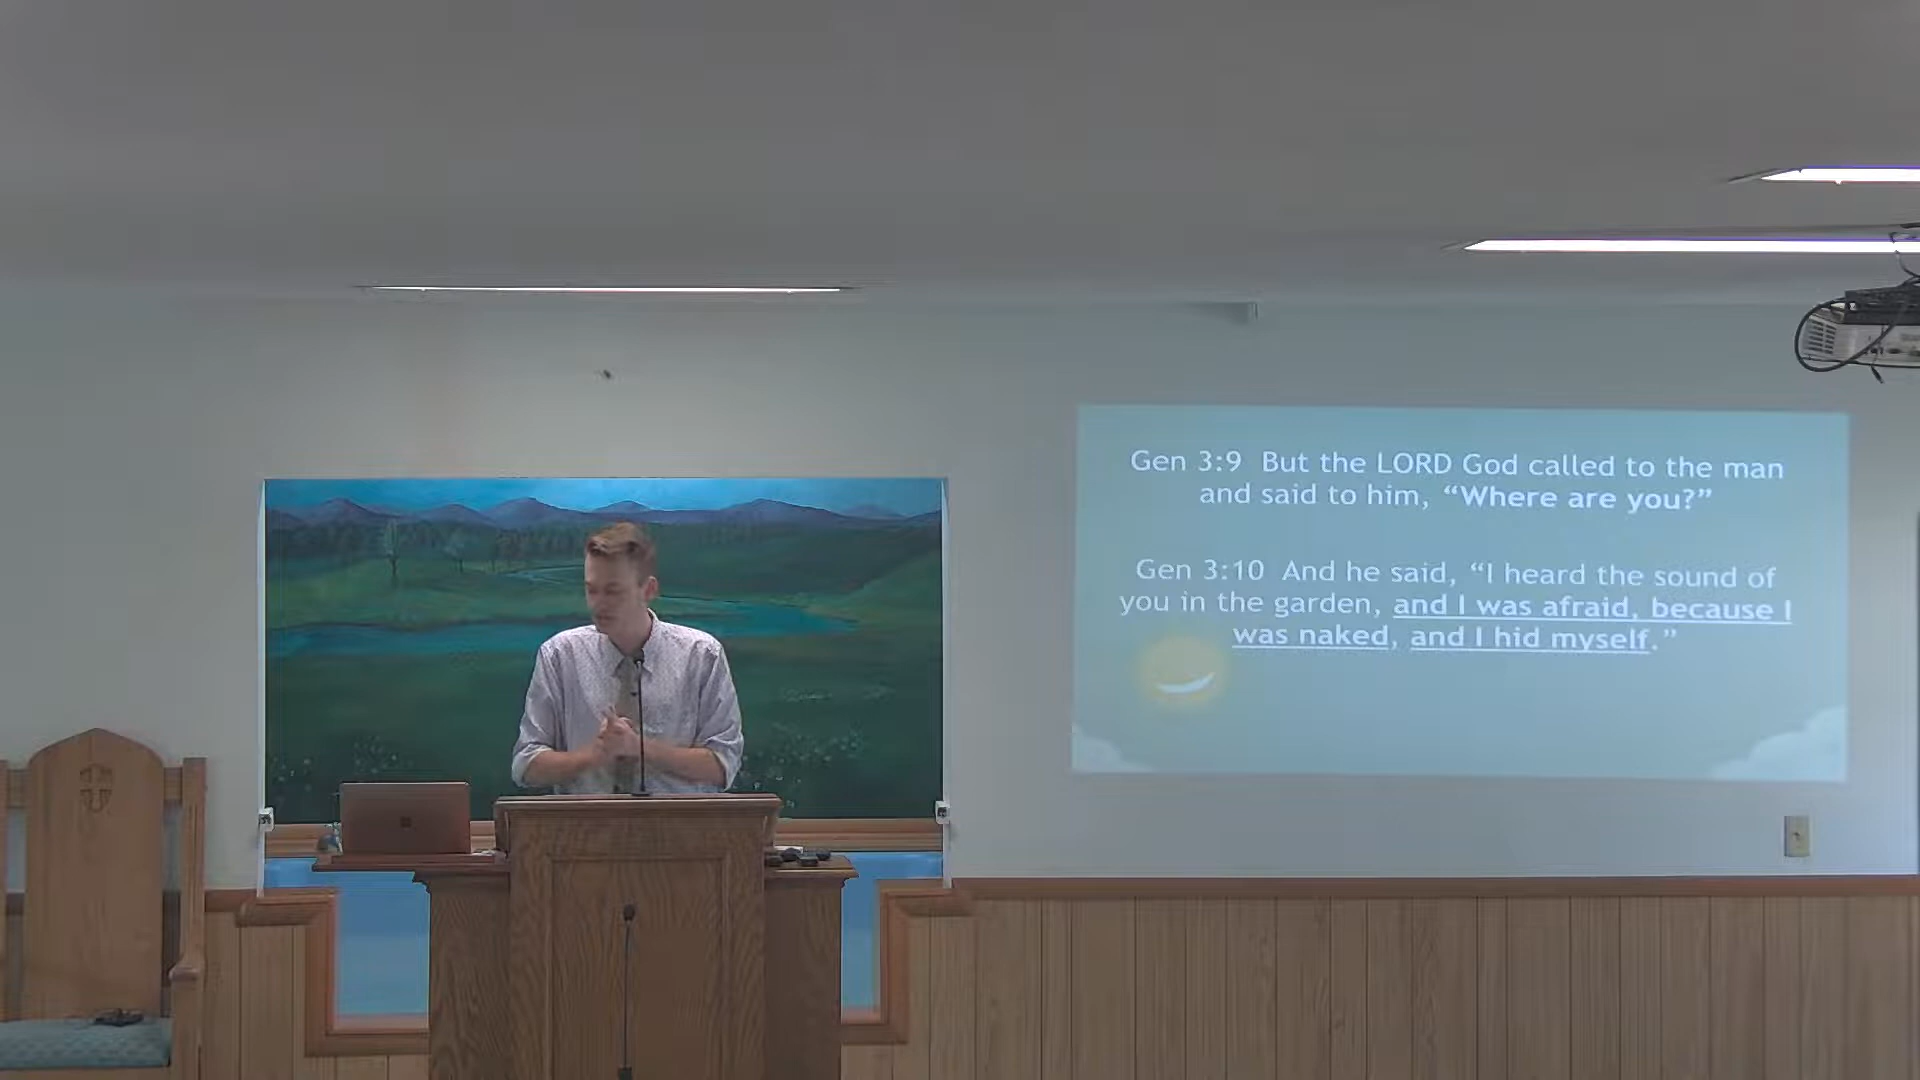 Gen 3:9  But the LORD God called to the man
and said to him, “Where are you?”
Gen 3:10  And he said, “I heard the sound of
you in the garden, and I was afraid, because I
was naked, and I hid myself.”